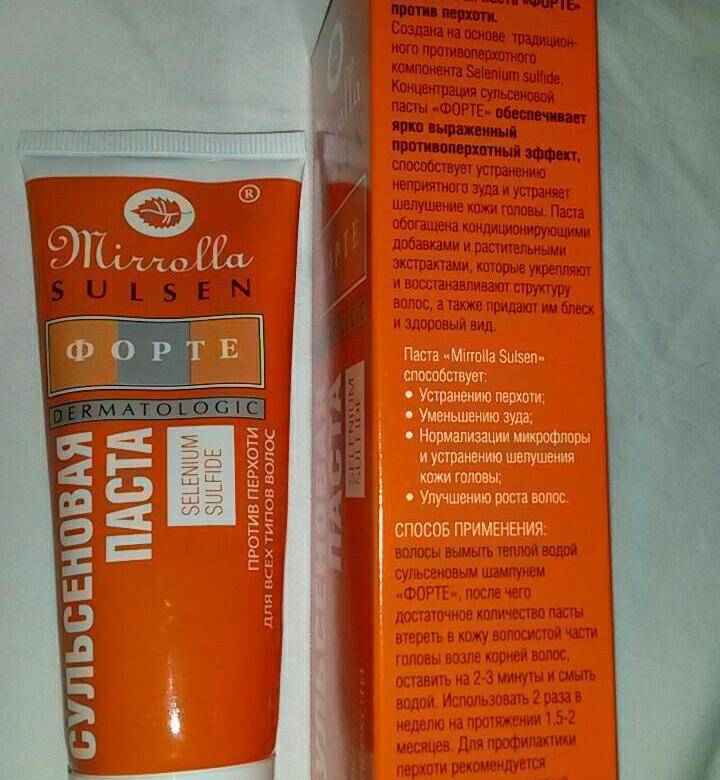 ®
Mirrolla
SULSEN
ФОРТЕ
DERMATOLOGIC
СУЛЬСЕНОВАЯ
ПАСТА
SELENIUM
SULFIDE
ПРОТИВ ПЕРХОТИ
ДЛЯ ВСЕХ ТИПОВ ВОЛОС
ФОРТЕ
ПАСТА
SELENIUM
SULFIDE
паста «ФОРТЕ»
против перхоти.
Создана на основе традицион-
ного противоперхотного
компонента Selenium sulfide.
Концентрация сульсеновой
пасты «ФОРТЕ» обеспечивает
ярко выраженный
противоперхотный эффект,
способствует устранению
неприятного зуда и устраняет
шелушение кожи головы. Паста
обогащена кондиционирующими
добавками и растительными
экстрактами, которые укрепляют
и восстанавливают структуру
волос, а также придают им блеск
и здоровый вид.
Паста «Mirrolla Sulsen»
способствует:
• Устранению перхоти;
• Уменьшению зуда;
• Нормализации микрофлоры
и устранению шелушения
кожи головы;
• Улучшению роста волос.
СПОСОБ ПРИМЕНЕНИЯ:
волосы вымыть теплой водой
сульсеновым шампунем
«ФОРТЕ», после чего
достаточное количество пасты
втереть в кожу волосистой части
головы возле корней волос,
оставить на 2-3 минуты и смыть
водой. Использовать 2 раза в
неделю на протяжении 1,5-2
месяцев. Для профилактики
перхоти рекомендуется